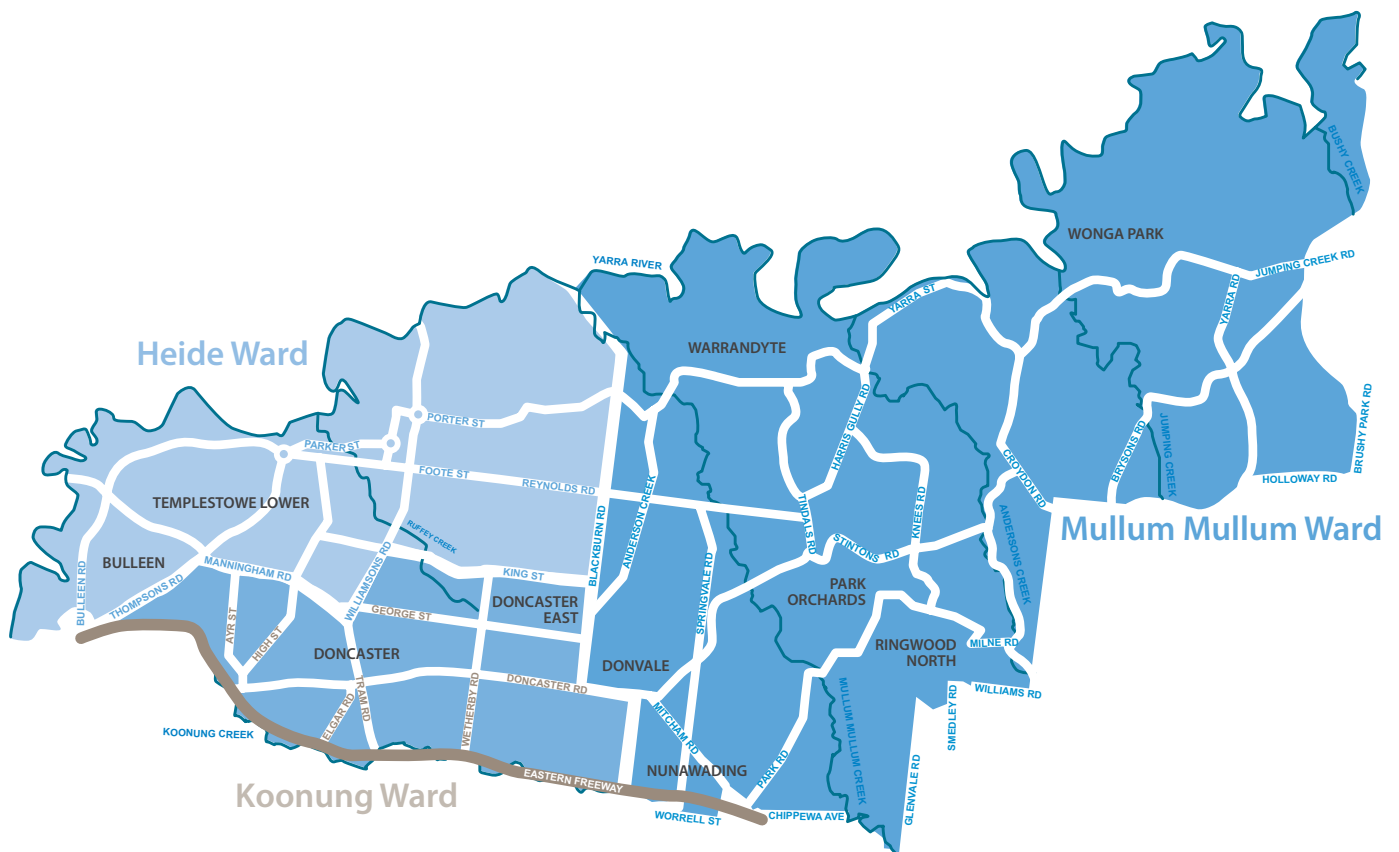 BUSHY CREEK
WONGA PARK
YARRA RIVER
JUMPING CREEK RD
YARRA RD
YARRA ST
Heide Ward
WARRANDYTE
PORTER ST
PARKER ST
HARRIS GULLY RD
BRUSHY PARK RD
BRYSONS RD
JUMPING CREEK
FOOTE ST
REYNOLDS RD
CROYDON RD
HOLLOWAY RD
TEMPLESTOWE LOWER
ANDERSON CREEK
BLACKBURN RD
TINDALS RD
KNEES RD
ANDERSONS CREEK
Mullum Mullum Ward
RUFFEY CREEK
STINTONS RD
BULLEEN
BULLEEN RD
THOMPSONS RD
MANNINGHAM RD
WILLIAMSONS RD
KING ST
SPRINGVALE RD
PARK
ORCHARDS
DONCASTER
EAST
GEORGE ST
AYR ST
HIGH ST
DONCASTER
DONVALE
RINGWOOD
NORTH
MILNE RD
DONCASTER RD
WILLIAMS RD
TRAM RD
ELGAR RD
WETHERBY RD
MITCHAM RD
MULLUM MULLUM CREEK
SMEDLEY RD
KOONUNG CREEK
PARK RD
GLENVALE RD
NUNAWADING
EASTERN FREEWAY
Koonung Ward
WORRELL ST
CHIPPEWA AVE